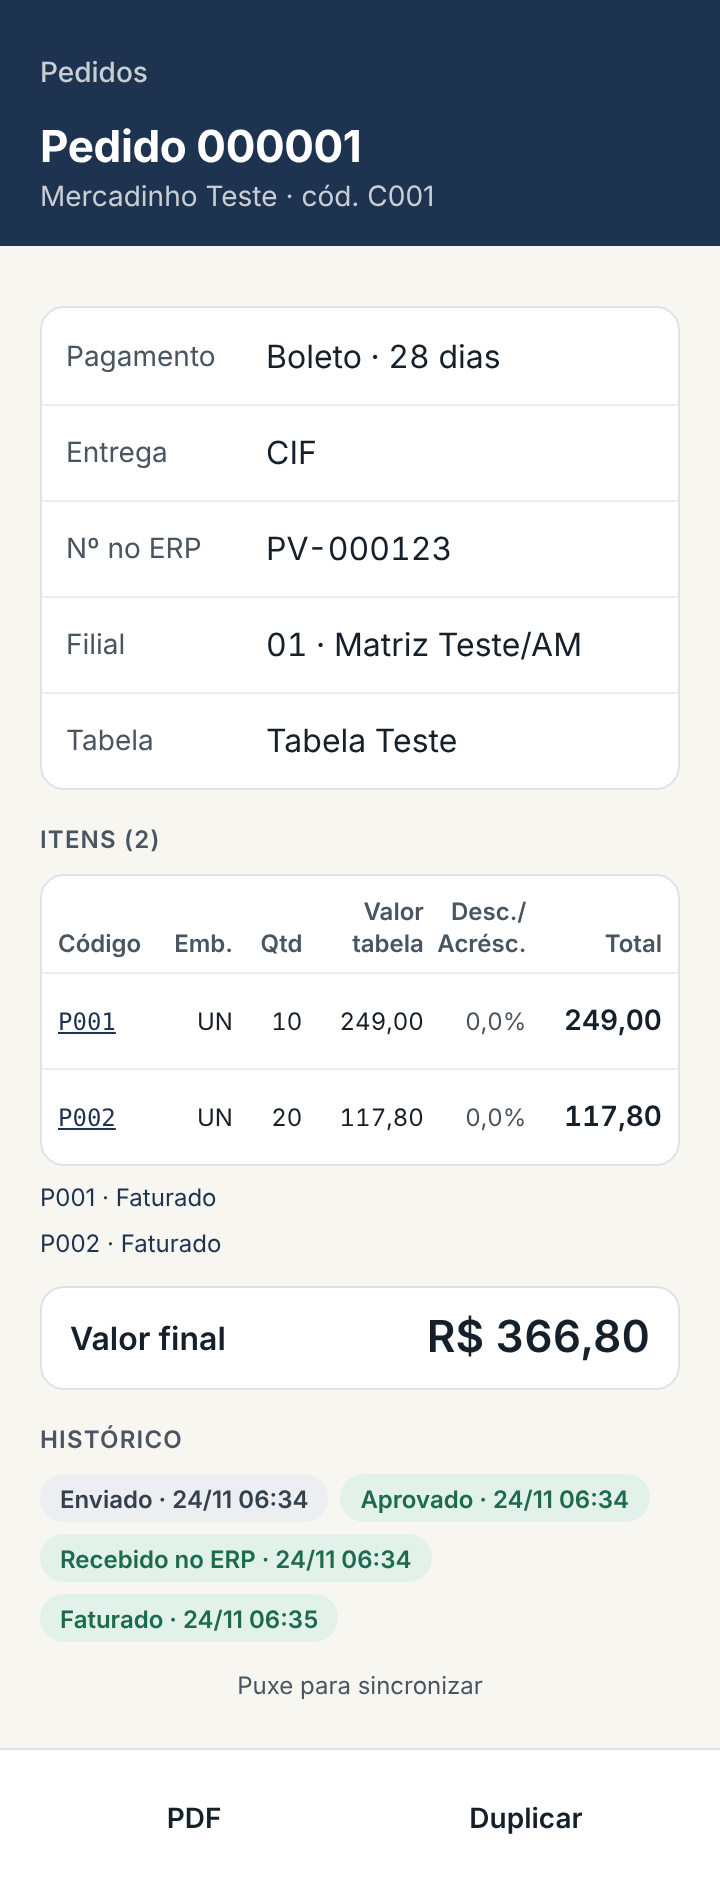 Pedidos
Pedido 000001
Mercadinho Teste · cód. C001
Pagamento Boleto · 28 dias
Entrega CIF
Nº no ERP PV-000123
Filial 01 · Matriz Teste/AM
Tabela Tabela Teste
ITENS (2)
Código Emb. Qtd Valor tabela Desc./Acrésc. Total
P001 UN 10 249,00 0,0% 249,00
P002 UN 20 117,80 0,0% 117,80
P001 · Faturado
P002 · Faturado
Valor final R$ 366,80
HISTÓRICO
Enviado · 24/11 06:34 Aprovado · 24/11 06:34
Recebido no ERP · 24/11 06:34
Faturado · 24/11 06:35
Puxe para sincronizar
PDF Duplicar